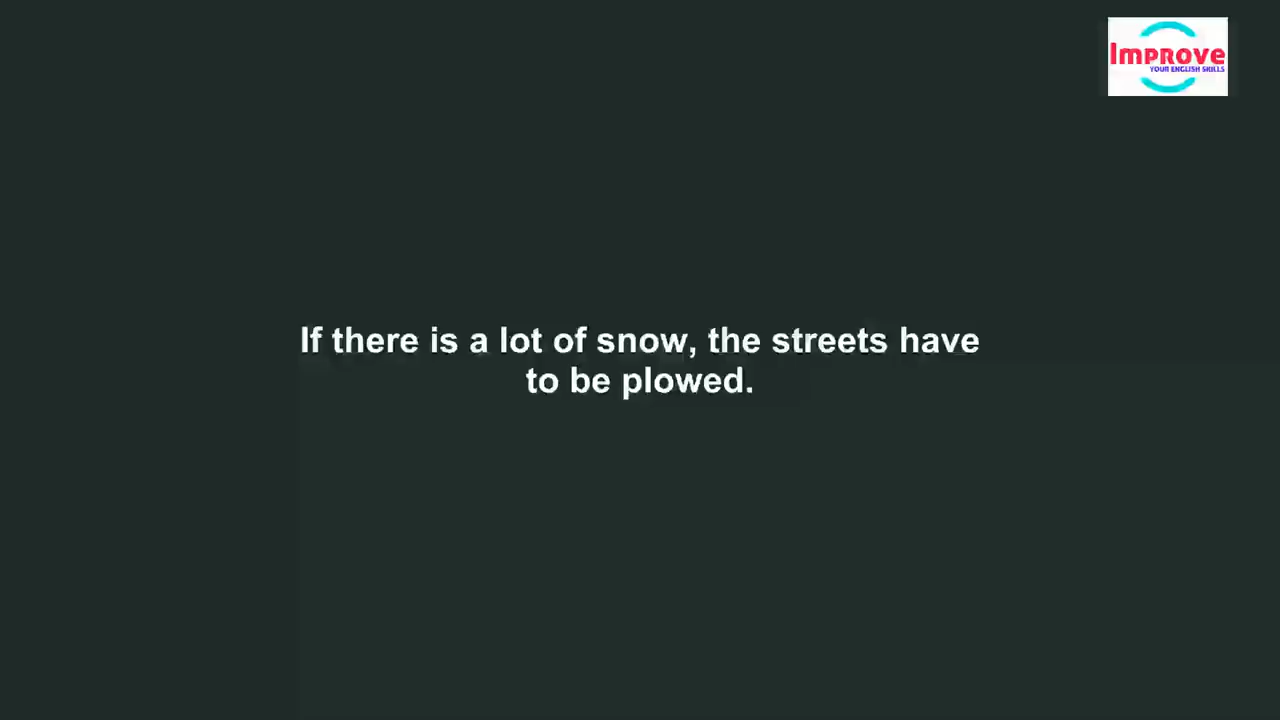 Improve
YOUR ENGLISH SKILLS
If there is a lot of snow, the streets have
to be plowed.